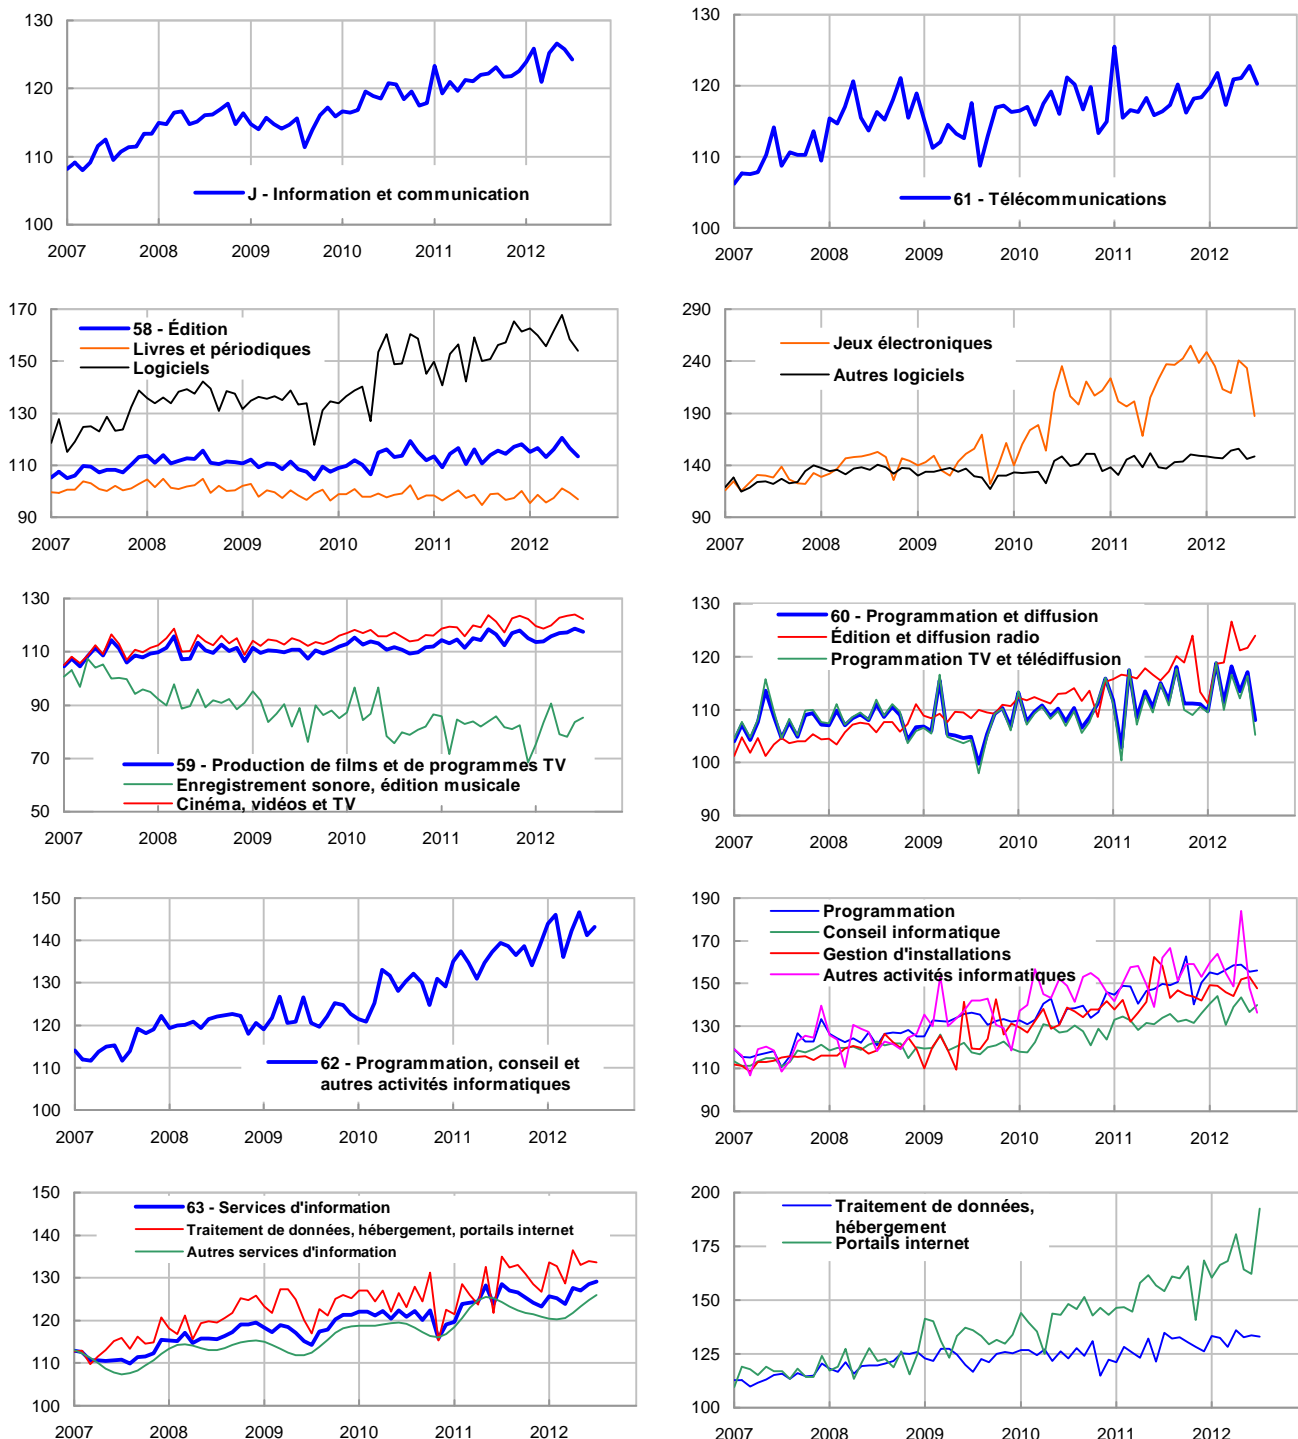 130
120
110
100
J - Information et communication
2007 2008 2009 2010 2011 2012
130
120
110
100
61 - Télécommunications
2007 2008 2009 2010 2011 2012
170
150
130
110
90
58 - Édition
Livres et périodiques
Logiciels
2007 2008 2009 2010 2011 2012
290
240
190
140
90
Jeux électroniques
Autres logiciels
2007 2008 2009 2010 2011 2012
130
110
90
70
50
59 - Production de films et de programmes TV
Enregistrement sonore, édition musicale
Cinéma, vidéos et TV
2007 2008 2009 2010 2011 2012
130
120
110
100
90
60 - Programmation et diffusion
Édition et diffusion radio
Programmation TV et télédiffusion
2007 2008 2009 2010 2011 2012
150
140
130
120
110
100
62 - Programmation, conseil et
autres activités informatiques
2007 2008 2009 2010 2011 2012
190
170
150
130
110
90
Programmation
Conseil informatique
Gestion d'installations
Autres activités informatiques
2007 2008 2009 2010 2011 2012
150
140
130
120
110
100
63 - Services d'information
Traitement de données, hébergement, portails internet
Autres services d'information
2007 2008 2009 2010 2011 2012
200
175
150
125
100
Traitement de données,
hébergement
Portails internet
2007 2008 2009 2010 2011 2012